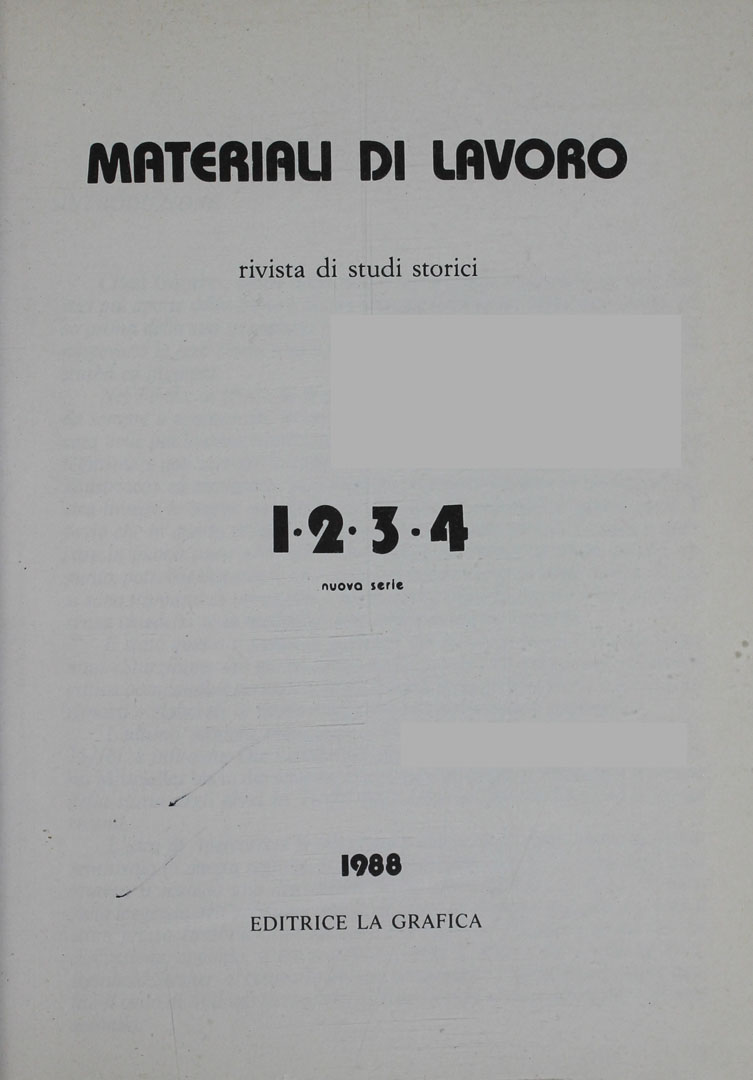 MATERIALI DI LAVORO
rivista di studi storici
1·2·3·4
nuova serie
1988
EDITRICE LA GRAFICA